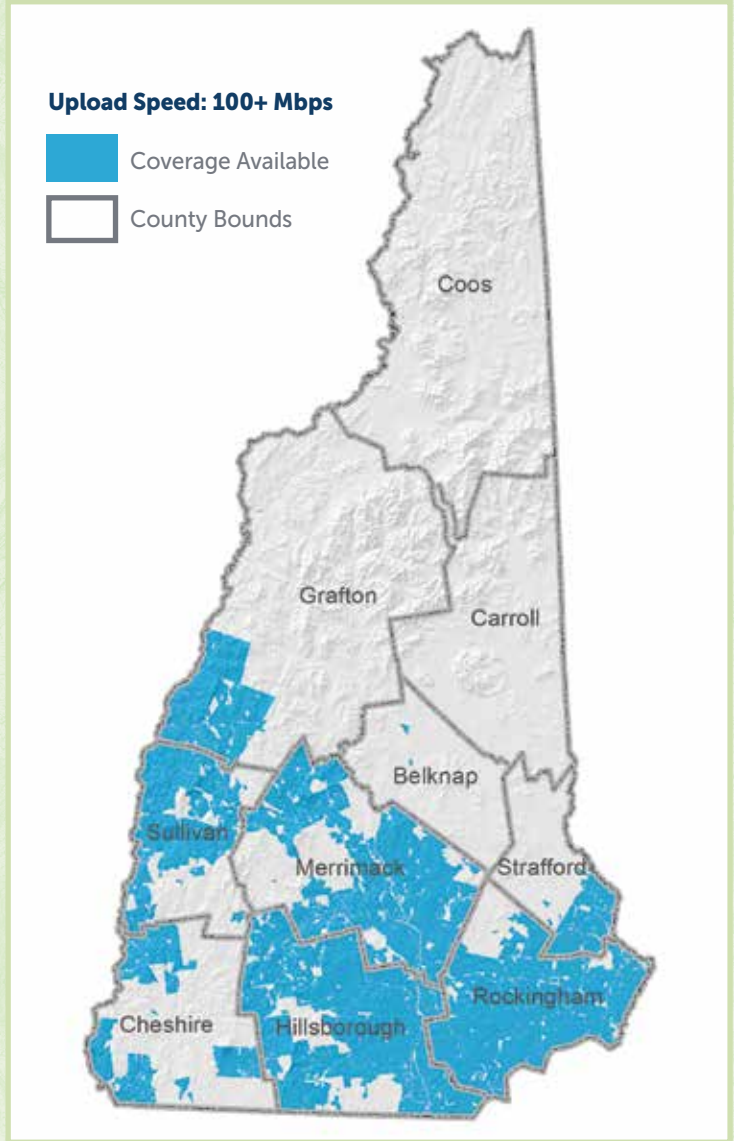 Upload Speed: 100+ Mbps
Coverage Available
County Bounds
Coos
Grafton
Carroll
Belknap
Sullivan
Merrimack
Strafford
Rockingham
Cheshire
Hillsborough